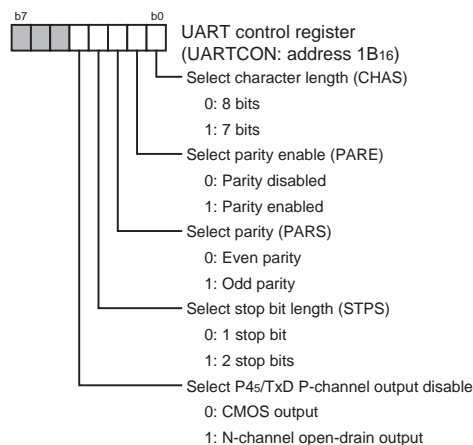 b7 b0
UART control register
(UARTCON: address 1B16)
Select character length (CHAS)
0: 8 bits
1: 7 bits
Select parity enable (PARE)
0: Parity disabled
1: Parity enabled
Select parity (PARS)
0: Even parity
1: Odd parity
Select stop bit length (STPS)
0: 1 stop bit
1: 2 stop bits
Select P45/TxD P-channel output disable
0: CMOS output
1: N-channel open-drain output